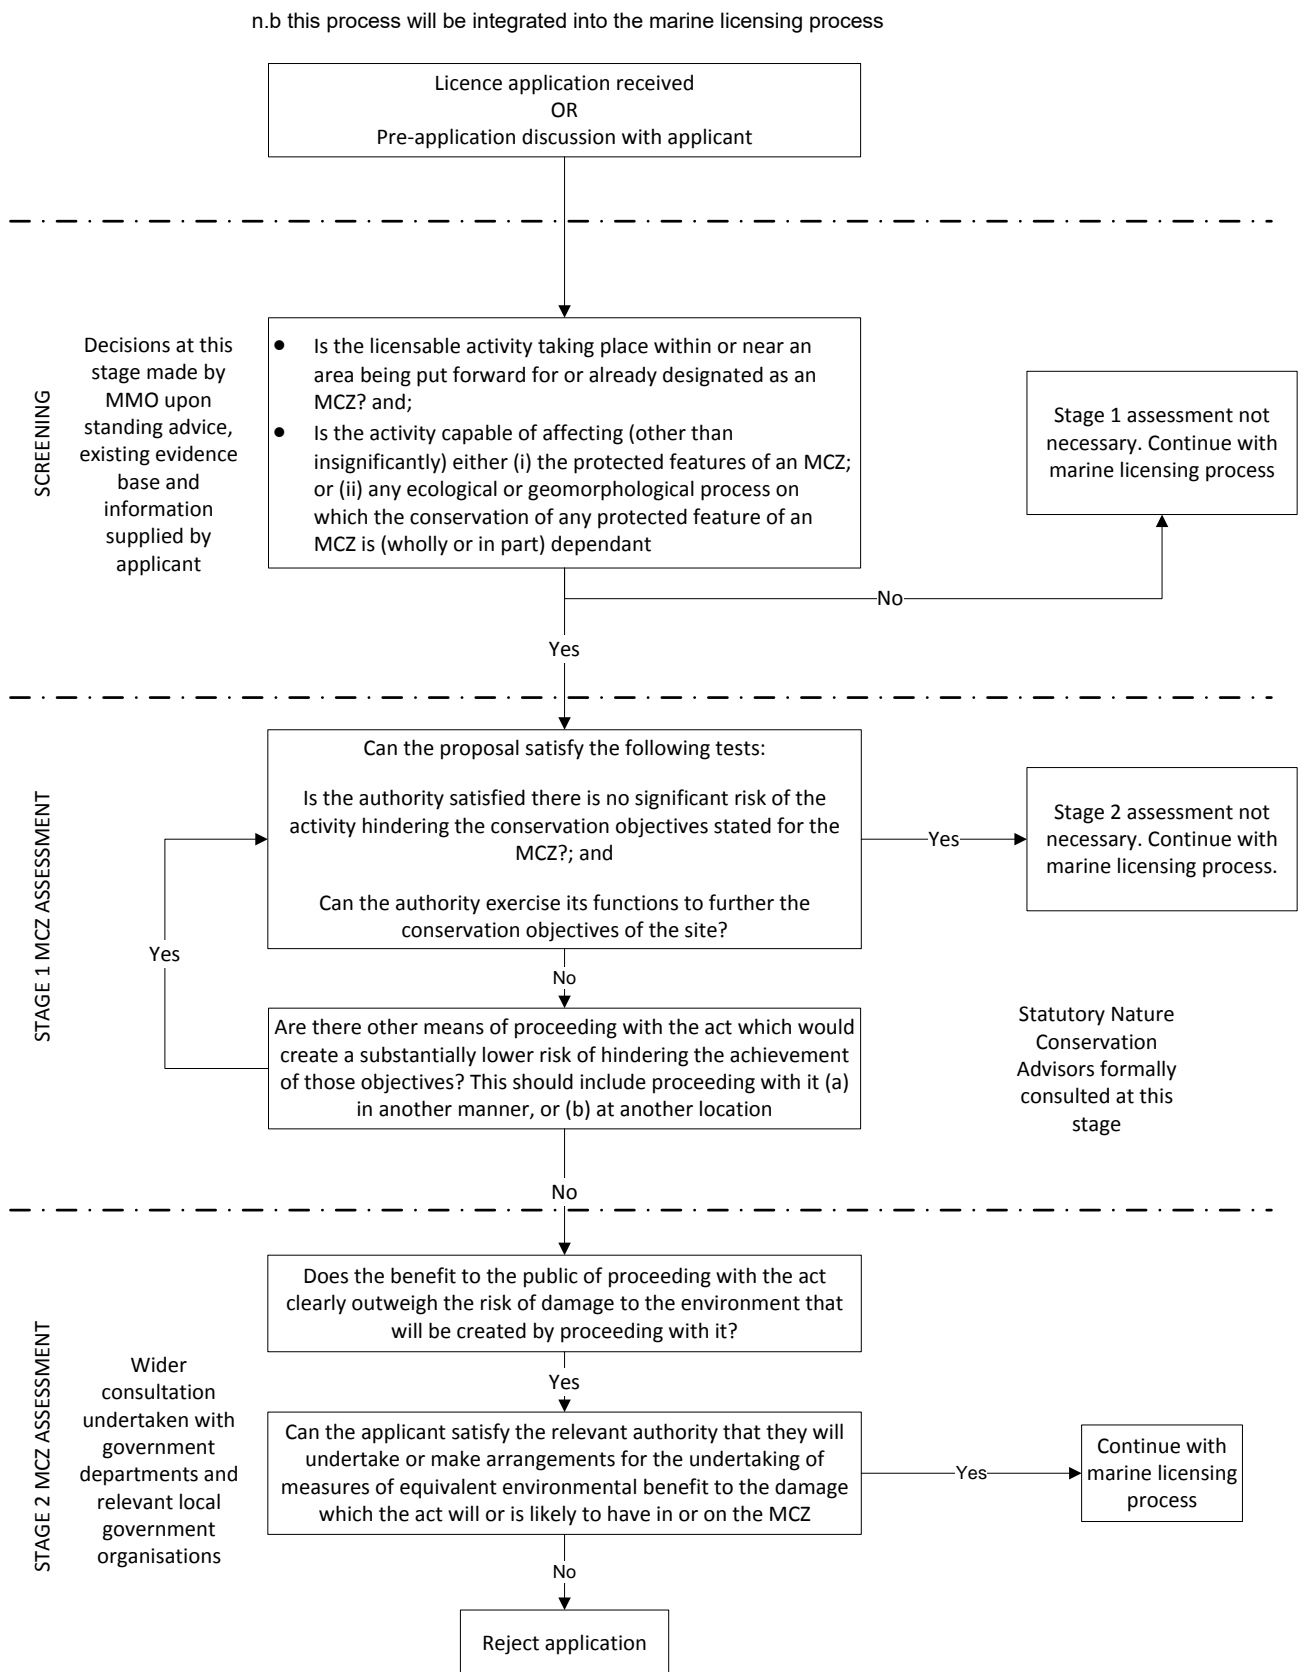 n.b this process will be integrated into the marine licensing process
Licence application received
OR
Pre-application discussion with applicant
SCREENING
Decisions at this
stage made by
MMO upon
standing advice,
existing evidence
base and
information
supplied by
applicant
● Is the licensable activity taking place within or near an
area being put forward for or already designated as an
MCZ? and;
● Is the activity capable of affecting (other than
insignificantly) either (i) the protected features of an MCZ;
or (ii) any ecological or geomorphological process on
which the conservation of any protected feature of an
MCZ is (wholly or in part) dependant
Stage 1 assessment not
necessary. Continue with
marine licensing process
No
Yes
STAGE 1 MCZ ASSESSMENT
Can the proposal satisfy the following tests:
Is the authority satisfied there is no significant risk of the
activity hindering the conservation objectives stated for the
MCZ?; and
Can the authority exercise its functions to further the
conservation objectives of the site?
Yes
Stage 2 assessment not
necessary. Continue with
marine licensing process.
Yes
No
Are there other means of proceeding with the act which would
create a substantially lower risk of hindering the achievement
of those objectives? This should include proceeding with it (a)
in another manner, or (b) at another location
Statutory Nature
Conservation
Advisors formally
consulted at this
stage
No
STAGE 2 MCZ ASSESSMENT
Wider
consultation
undertaken with
government
departments and
relevant local
government
organisations
Does the benefit to the public of proceeding with the act
clearly outweigh the risk of damage to the environment that
will be created by proceeding with it?
Yes
Can the applicant satisfy the relevant authority that they will
undertake or make arrangements for the undertaking of
measures of equivalent environmental benefit to the damage
which the act will or is likely to have in or on the MCZ
Yes
Continue with
marine licensing
process
No
Reject application